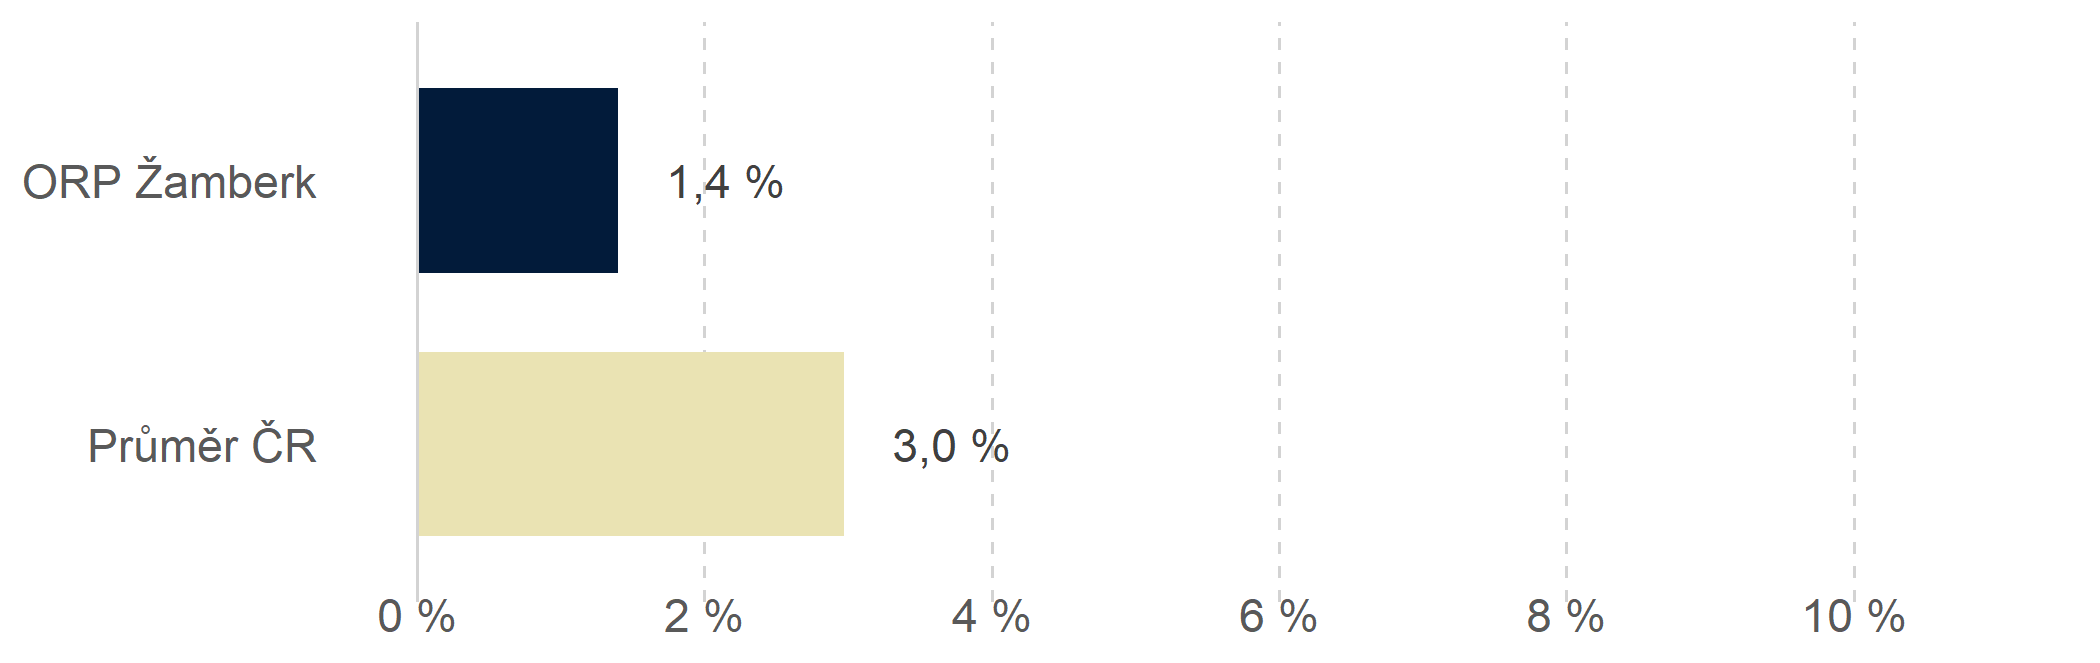 ORP Žamberk
1,4 %
Průměr ČR
3,0 %
0 % 2 % 4 % 6 % 8 % 10 %